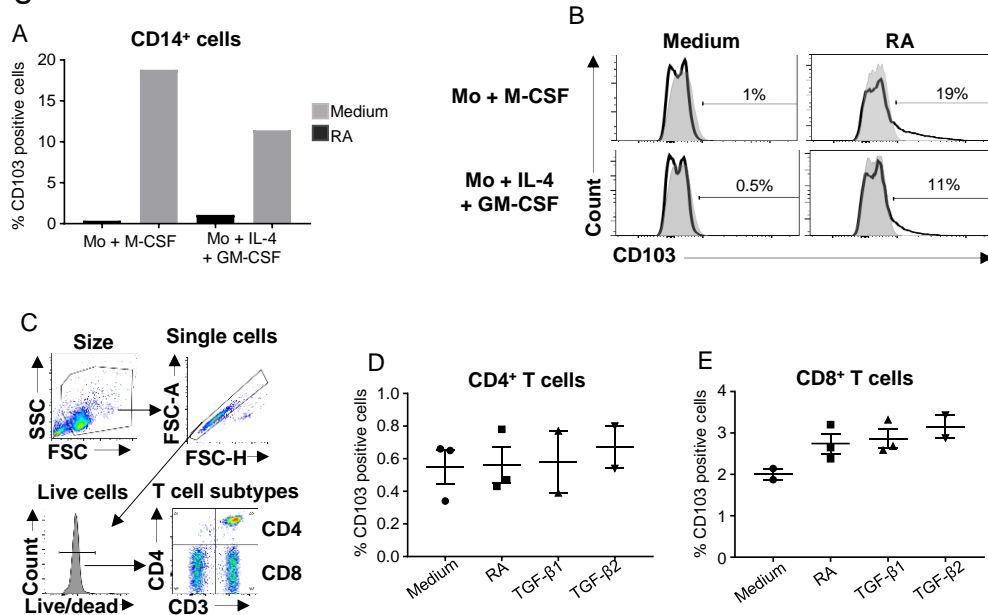 A
CD14⁺ cells
% CD103 positive cells
20
15
10
5
0
Mo + M-CSF
Mo + IL-4
+ GM-CSF
Medium
RA
B
Medium
RA
Mo + M-CSF
1%
19%
Mo + IL-4
+ GM-CSF
0.5%
11%
Count
CD103
C
Size
Single cells
SSC
FSC
FSC-A
FSC-H
Live cells
T cell subtypes
Count
Live/dead
CD4
CD3
CD4
CD8
D
CD4⁺ T cells
% CD103 positive cells
1.0
0.8
0.6
0.4
0.2
0.0
Medium
RA
TGF-β1
TGF-β2
E
CD8⁺ T cells
% CD103 positive cells
4
3
2
1
0
Medium
RA
TGF-β1
TGF-β2